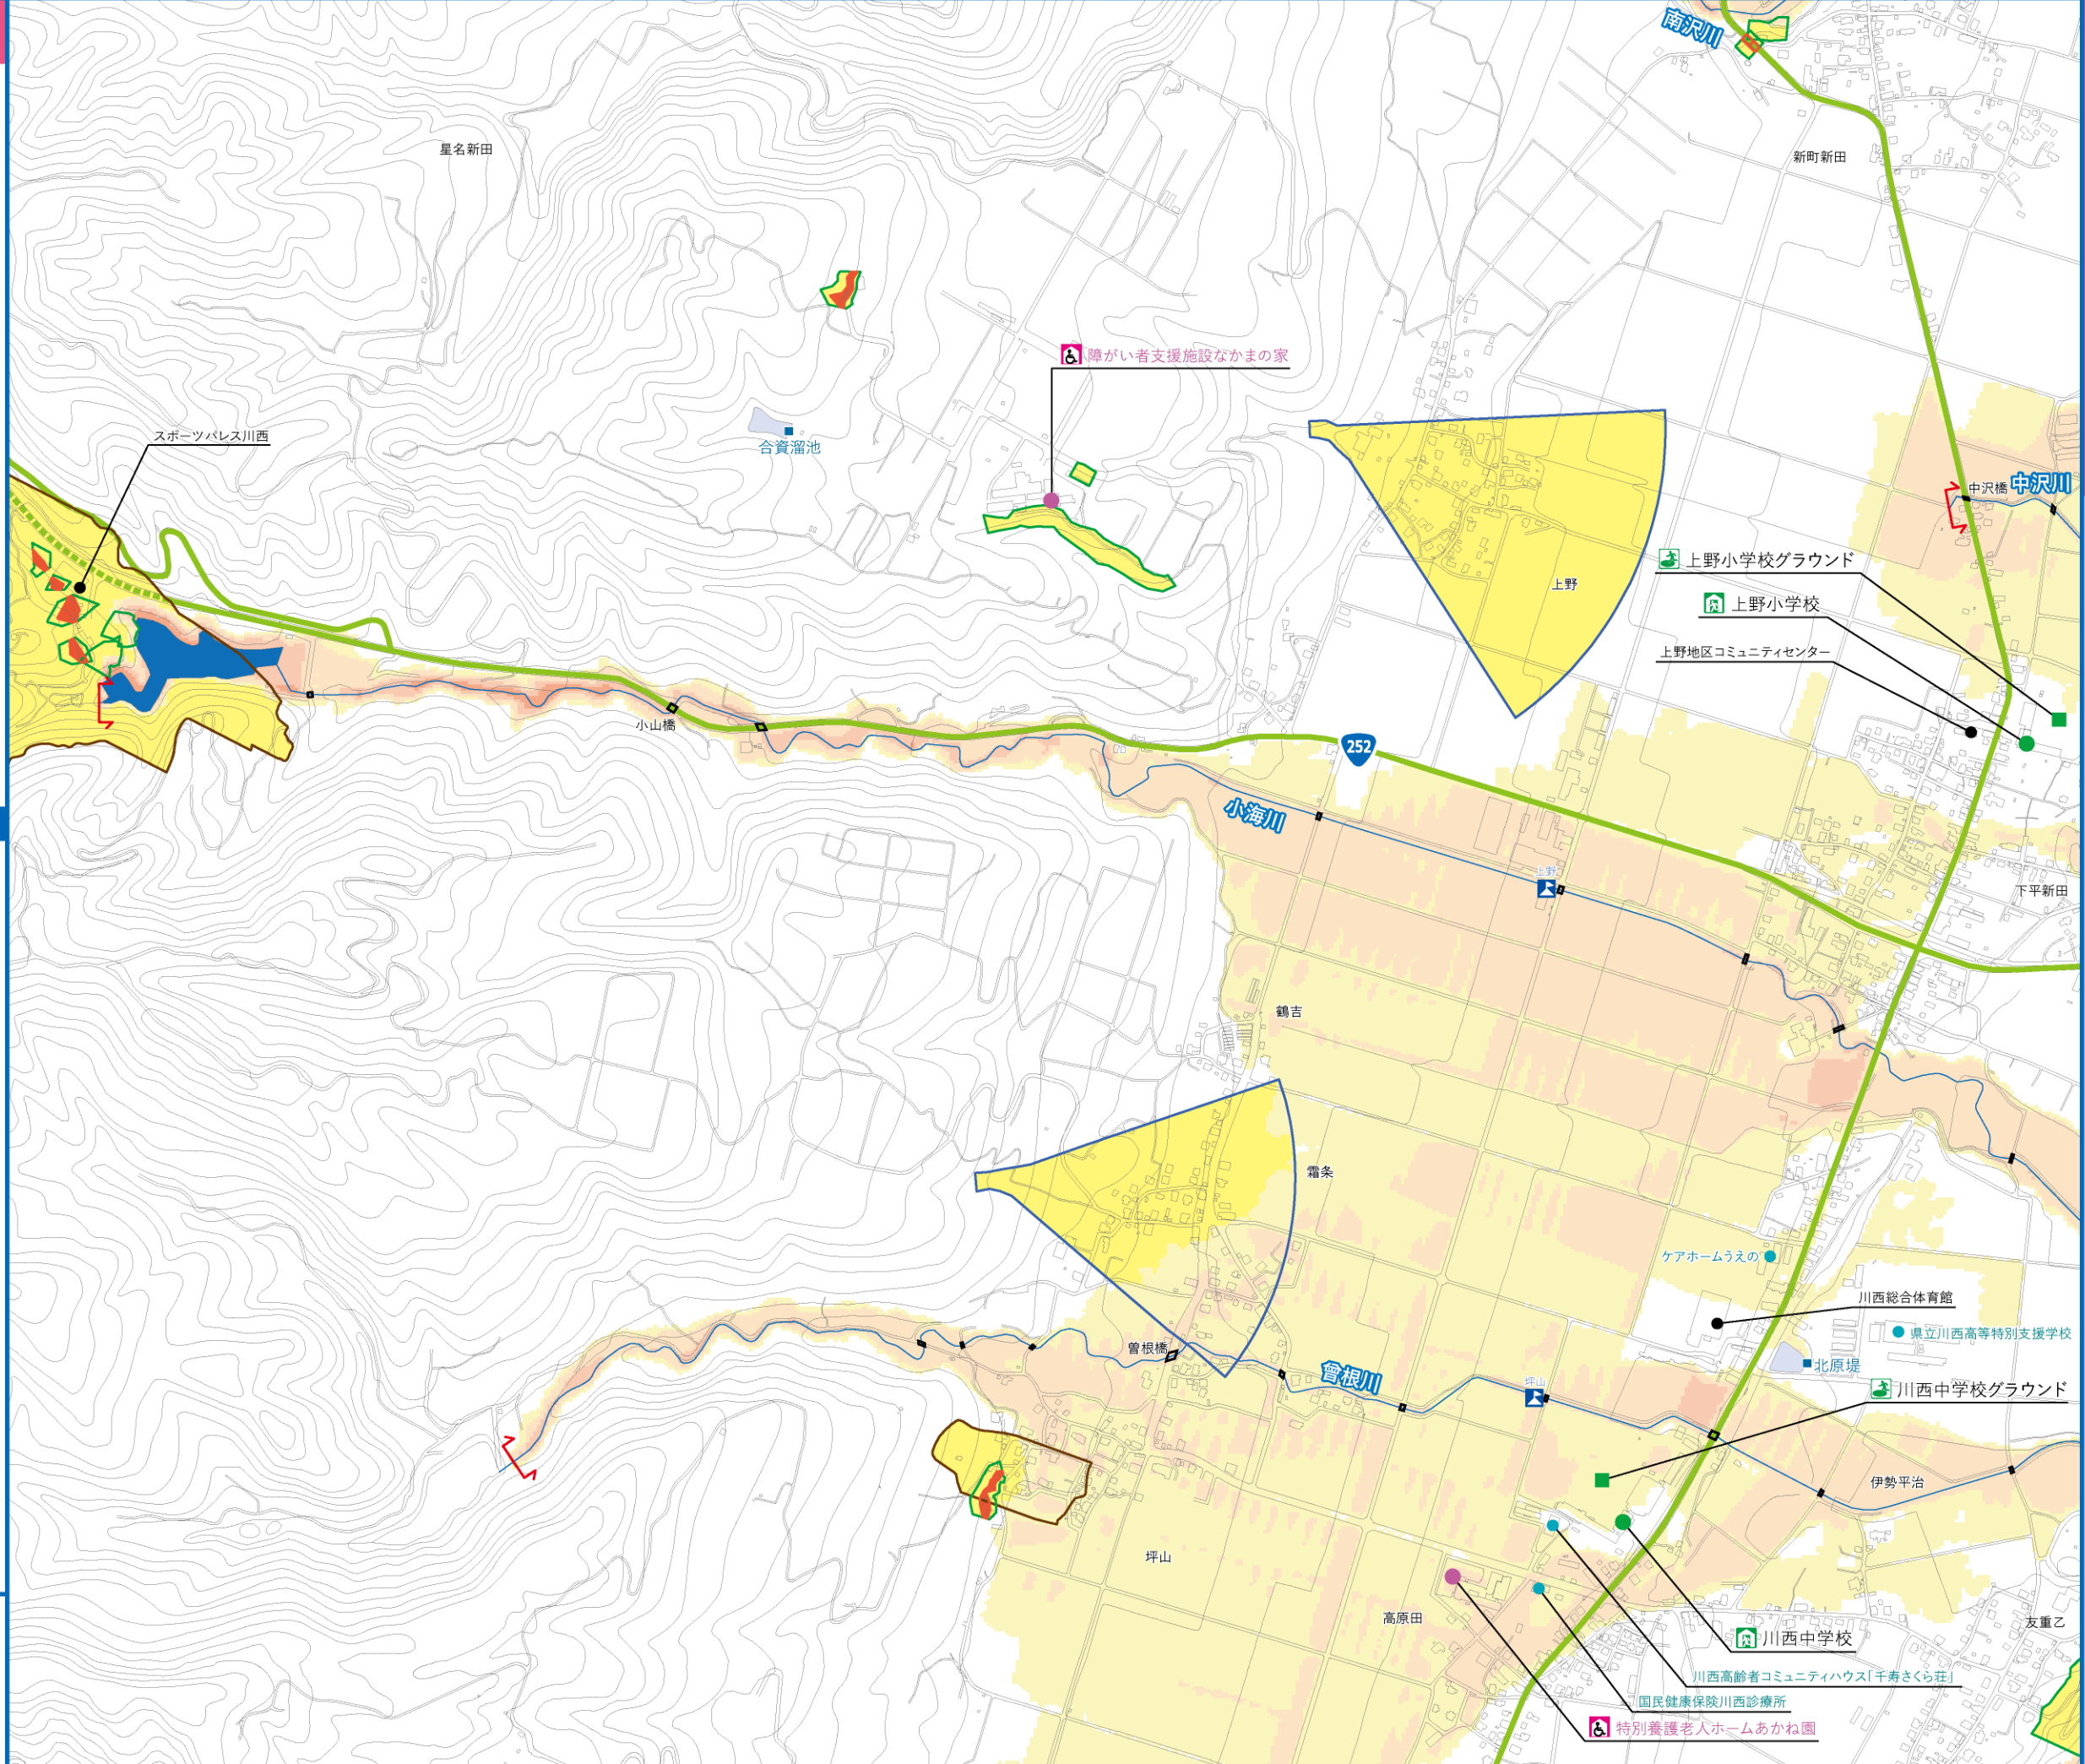 南沢川
星名新田
新町新田
障がい者支援施設なかまの家
スポーツパレス川西
合資溜池
中沢橋
中沢川
上野小学校グラウンド
上野
上野小学校
上野地区コミュニティセンター
小山橋
252
小海川
上野
下平新田
鶴吉
霜条
ケアホームうえの
川西総合体育館
県立川西高等特別支援学校
曽根橋
北原堤
曽根川
坪山
川西中学校グラウンド
伊勢平治
坪山
高原田
友重乙
川西中学校
川西高齢者コミュニティハウス「千寿さくら荘」
国民健康保険川西診療所
特別養護老人ホームあかね園